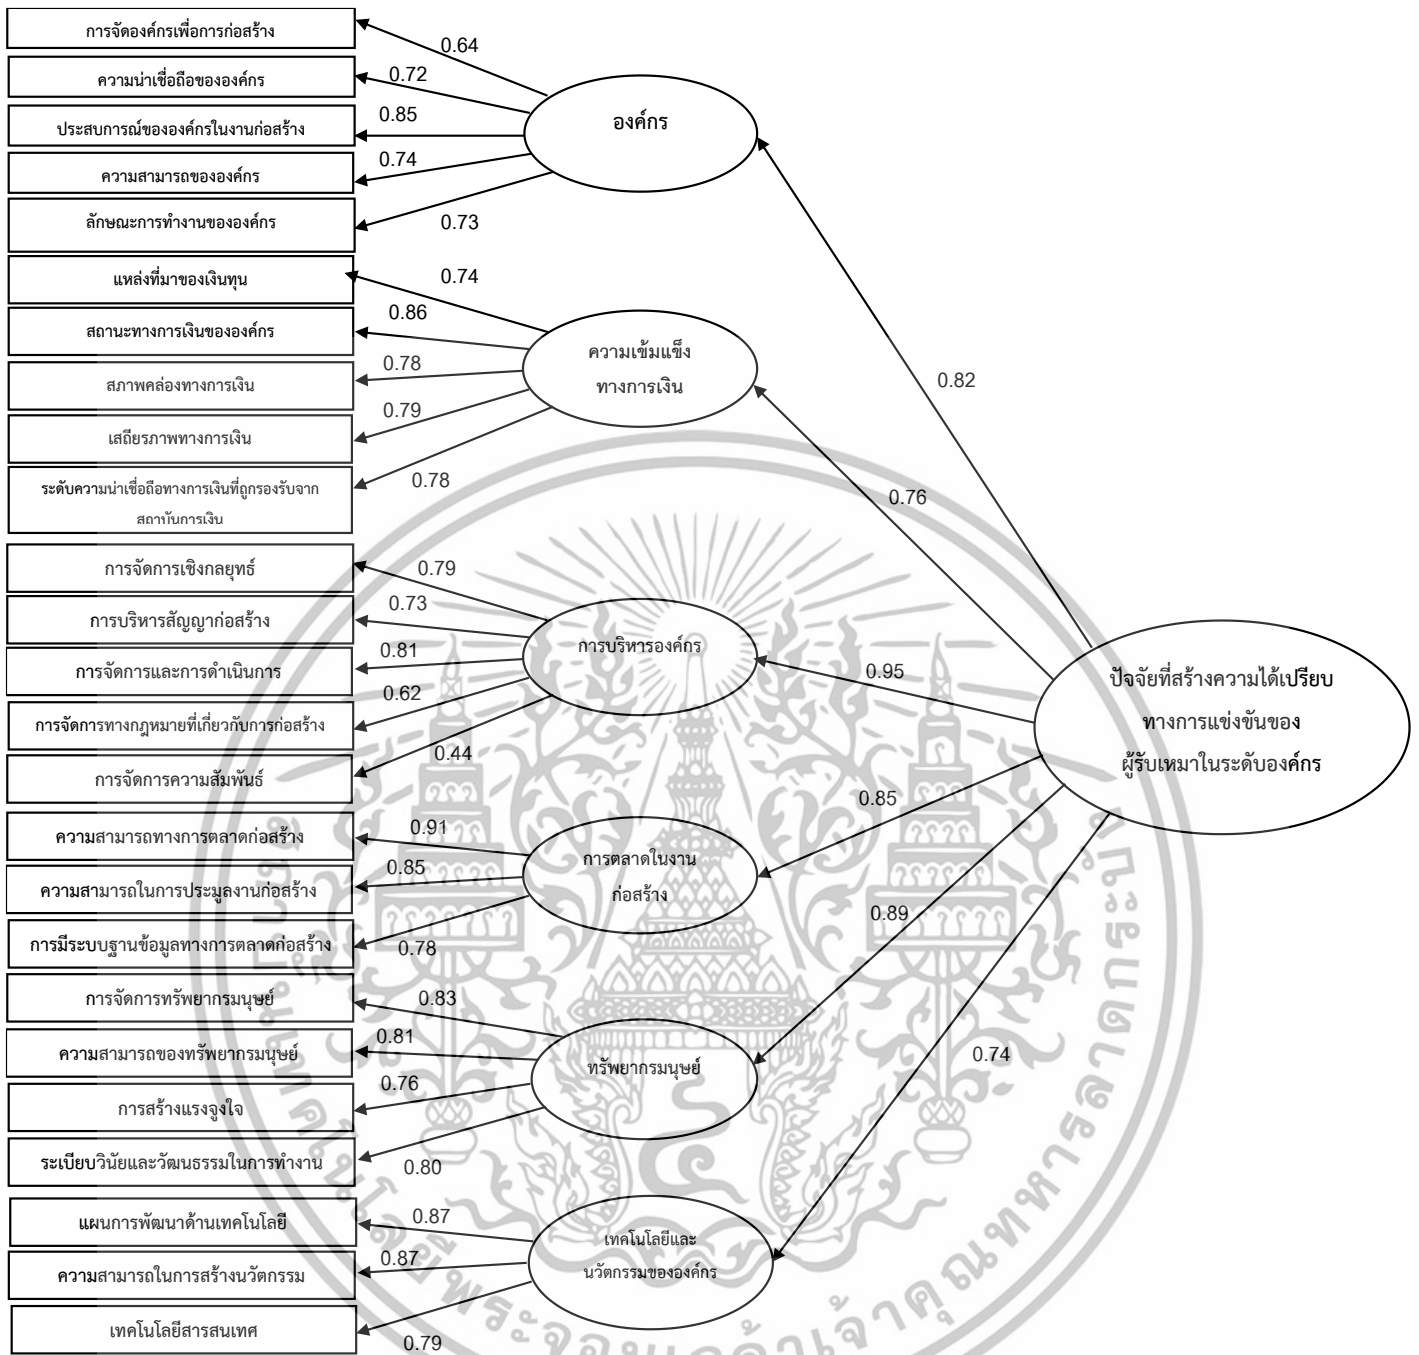 การจัดองค์กรเพื่อการก่อสร้าง
0.64
ความน่าเชื่อถือขององค์กร
0.72
ประสบการณ์ขององค์กรในงานก่อสร้าง
0.85
ความสามารถขององค์กร
0.74
ลักษณะการทำงานขององค์กร
0.73
องค์กร
แหล่งที่มาของเงินทุน
0.74
สถานะทางการเงินขององค์กร
0.86
สภาพคล่องทางการเงิน
0.78
เสถียรภาพทางการเงิน
0.79
ระดับความน่าเชื่อถือทางการเงินที่ถูกรองรับจาก
สถาบันการเงิน
0.78
ความเข้มแข็ง
ทางการเงิน
0.82
0.76
การจัดการเชิงกลยุทธ์
0.79
การบริหารสัญญาก่อสร้าง
0.73
การจัดการและการดำเนินการ
0.81
การจัดการทางกฎหมายที่เกี่ยวกับการก่อสร้าง
0.62
การจัดการความสัมพันธ์
0.44
การบริหารองค์กร
0.95
ปัจจัยที่สร้างความได้เปรียบ
ทางการแข่งขันของ
ผู้รับเหมาในระดับองค์กร
ความสามารถทางการตลาดก่อสร้าง
0.91
ความสามารถในการประมูลงานก่อสร้าง
0.85
การมีระบบฐานข้อมูลทางการตลาดก่อสร้าง
0.78
การตลาดในงาน
ก่อสร้าง
0.85
0.89
การจัดการทรัพยากรมนุษย์
0.83
ความสามารถของทรัพยากรมนุษย์
0.81
การสร้างแรงจูงใจ
0.76
ระเบียบวินัยและวัฒนธรรมในการทำงาน
0.80
ทรัพยากรมนุษย์
0.74
แผนการพัฒนาด้านเทคโนโลยี
0.87
ความสามารถในการสร้างนวัตกรรม
0.87
เทคโนโลยีสารสนเทศ
0.79
เทคโนโลยีและ
นวัตกรรมขององค์กร